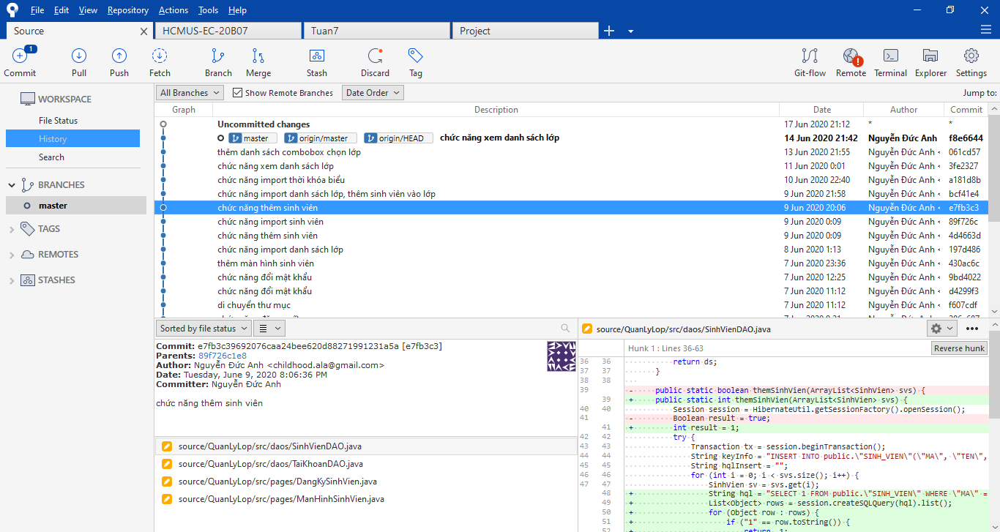 File Edit View Repository Actions Tools Help
Source HCMUS-EC-20B07 Tuan7 Project
1
Commit Pull Push Fetch Branch Merge Stash Discard Tag Git-flow Remote Terminal Explorer Settings
WORKSPACE
File Status
History
Search
BRANCHES
master
TAGS
REMOTES
STASHES
All Branches Show Remote Branches Date Order Jump to:
Graph Description Date Author Commit
Uncommitted changes 17 Jun 2020 21:12 * *
master origin/master origin/HEAD chức năng xem danh sách lớp 14 Jun 2020 21:42 Nguyễn Đức Anh f8e6644
thêm danh sách combobox chọn lớp 13 Jun 2020 21:55 Nguyễn Đức Anh < 061cd57
chức năng xem danh sách lớp 11 Jun 2020 0:01 Nguyễn Đức Anh < 3fe2327
chức năng import thời khóa biểu 10 Jun 2020 22:40 Nguyễn Đức Anh < a181d8b
chức năng import danh sách lớp, thêm sinh viên vào lớp 9 Jun 2020 21:58 Nguyễn Đức Anh < bcf41e4
chức năng thêm sinh viên 9 Jun 2020 20:06 Nguyễn Đức Anh < e7fb3c3
chức năng import sinh viên 9 Jun 2020 0:09 Nguyễn Đức Anh < 89f726c
chức năng thêm sinh viên 9 Jun 2020 0:09 Nguyễn Đức Anh < 4d4663d
chức năng import danh sách lớp 8 Jun 2020 1:13 Nguyễn Đức Anh < 197d486
thêm màn hình sinh viên 7 Jun 2020 23:36 Nguyễn Đức Anh < 430ac6c
chức năng đổi mật khẩu 7 Jun 2020 12:25 Nguyễn Đức Anh < 9bd4022
chức năng đổi mật khẩu 7 Jun 2020 11:12 Nguyễn Đức Anh < d4299f3
di chuyển thư mục 7 Jun 2020 11:12 Nguyễn Đức Anh < f607cdf
Sorted by file status
Commit: e7fb3c39692076caa24bee620d88271991231a5a [e7fb3c3]
Parents: 89f726c1e8
Author: Nguyễn Đức Anh <childhood.ala@gmail.com>
Date: Tuesday, June 9, 2020 8:06:36 PM
Committer: Nguyễn Đức Anh
chức năng thêm sinh viên
source/QuanLyLop/src/daos/SinhVienDAO.java
source/QuanLyLop/src/daos/TaiKhoanDAO.java
source/QuanLyLop/src/pages/DangKySinhVien.java
source/QuanLyLop/src/pages/ManHinhSinhVien.java
source/QuanLyLop/src/daos/SinhVienDAO.java
Hunk 1 : Lines 36-63 Reverse hunk
36 36 return ds;
37 37 }
38 38
39 - public static boolean themSinhVien(ArrayList<SinhVien> svs) {
39 + public static int themSinhVien(ArrayList<SinhVien> svs) {
40 40 Session session = HibernateUtil.getSessionFactory().openSession();
41 - Boolean result = true;
41 + int result = 1;
42 42 try {
43 43 Transaction tx = session.beginTransaction();
44 44 String keyInfo = "INSERT INTO public.\"SINH_VIEN\"(\"MA\", \"TEN\",
45 45 String hqlInsert = "";
46 46 for (int i = 0; i < svs.size(); i++) {
47 47 SinhVien sv = svs.get(i);
48 + String hql = "SELECT 1 FROM public.\"SINH_VIEN\" WHERE \"MA\" =
49 + List<Object> rows = session.createSQLQuery(hql).list();
50 + for (Object row : rows) {
51 + if ("1" == row.toString()) {
52 + return 1;